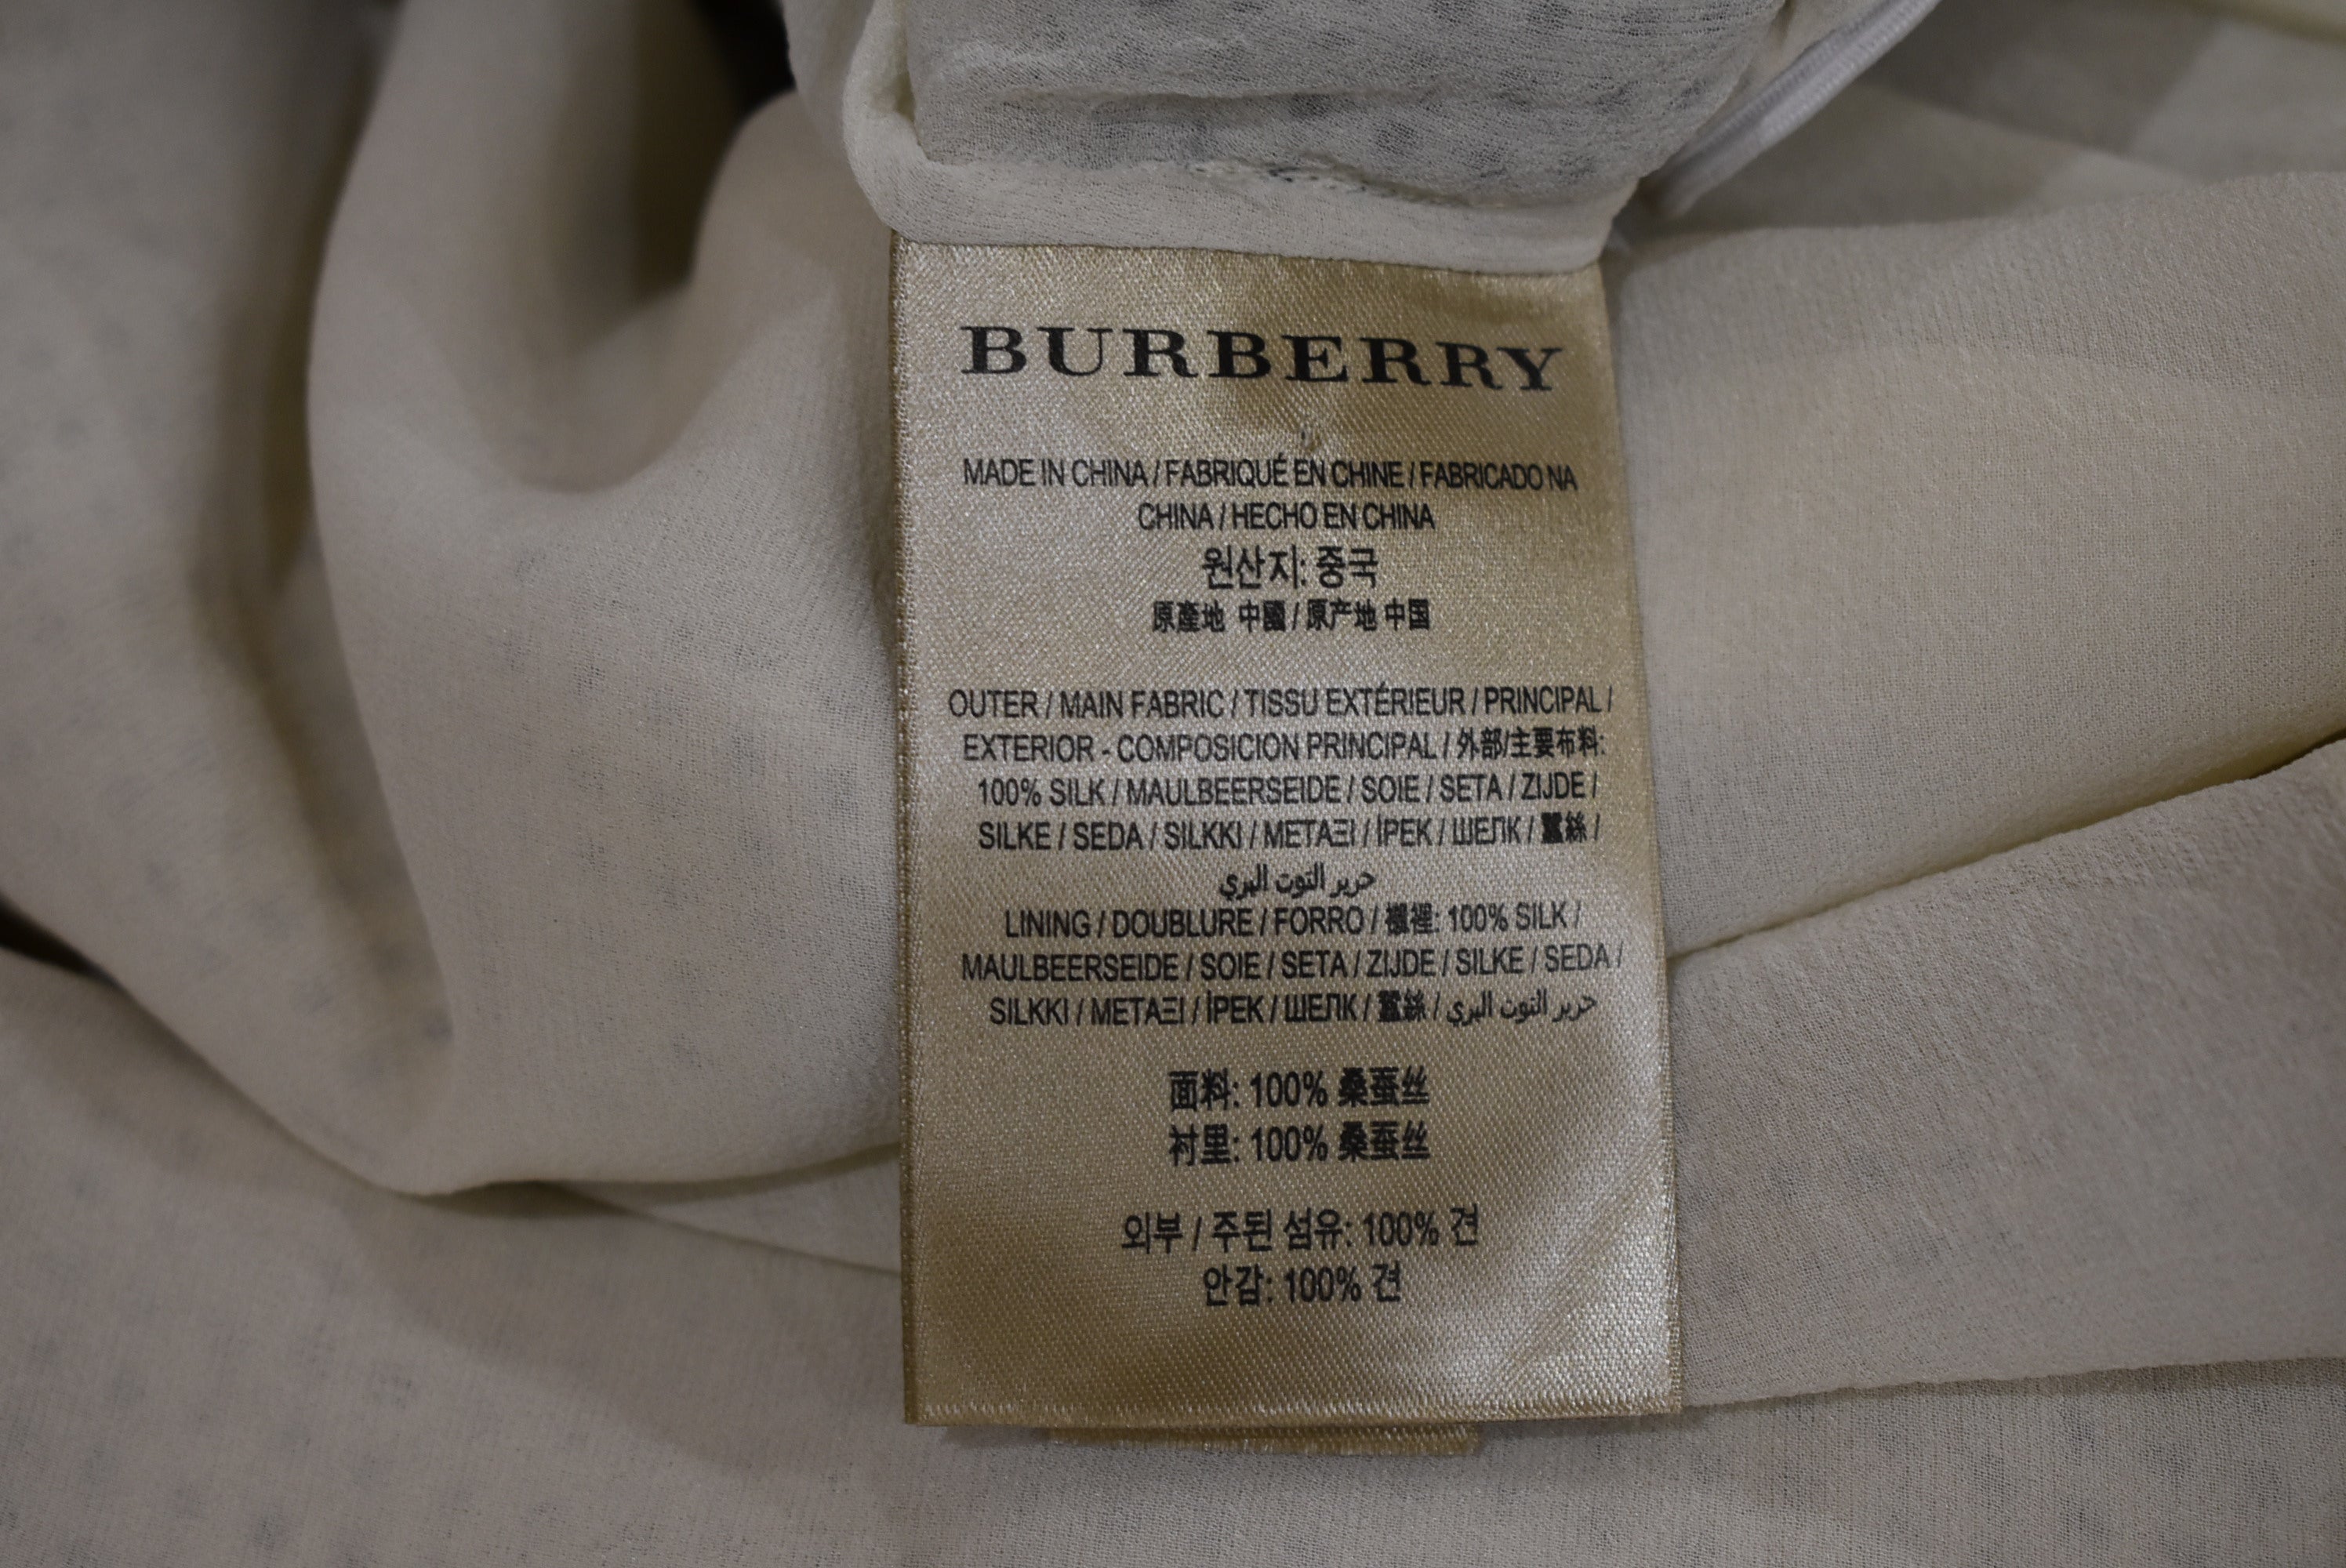 BURBERRY
MADE IN CHINA / FABRIQUÉ EN CHINE / FABRICADO NA
CHINA / HECHO EN CHINA
원산지: 중국
原產地 中國 / 原产地 中国
OUTER / MAIN FABRIC / TISSU EXTÉRIEUR / PRINCIPAL /
EXTERIOR - COMPOSICION PRINCIPAL / 外部/主要布料:
100% SILK / MAULBEERSEIDE / SOIE / SETA / ZIJDE /
SILKE / SEDA / SILKKI / ΜΕΤΑΞΙ / İPEK / ШЕЛК / 蠶絲 /
حرير التوت البري
LINING / DOUBLURE / FORRO / 襯裡: 100% SILK /
MAULBEERSEIDE / SOIE / SETA / ZIJDE / SILKE / SEDA /
SILKKI / ΜΕΤΑΞΙ / İPEK / ШЕЛК / 蠶絲 / حرير التوت البري
面料: 100% 桑蚕丝
衬里: 100% 桑蚕丝
외부 / 주된 섬유: 100% 견
안감: 100% 견